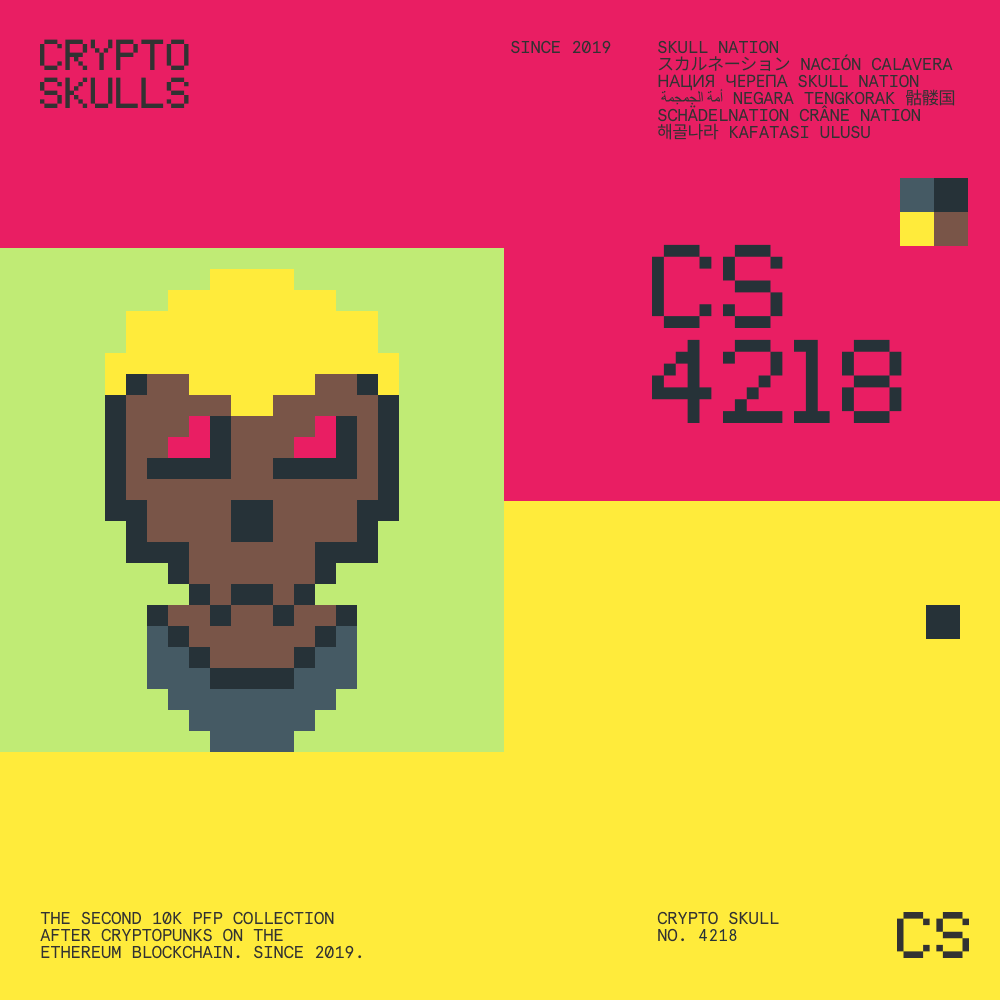 CRYPTO
SKULLS
SINCE 2019
SKULL NATION
スカルネーション NACIÓN CALAVERA
НАЦИЯ ЧЕРЕПА SKULL NATION
أمة الجمجمة NEGARA TENGKORAK 骷髅国
SCHÄDELNATION CRÂNE NATION
해골나라 KAFATASI ULUSU
CS
4218
THE SECOND 10K PFP COLLECTION
AFTER CRYPTOPUNKS ON THE
ETHEREUM BLOCKCHAIN. SINCE 2019.
CRYPTO SKULL
NO. 4218
CS